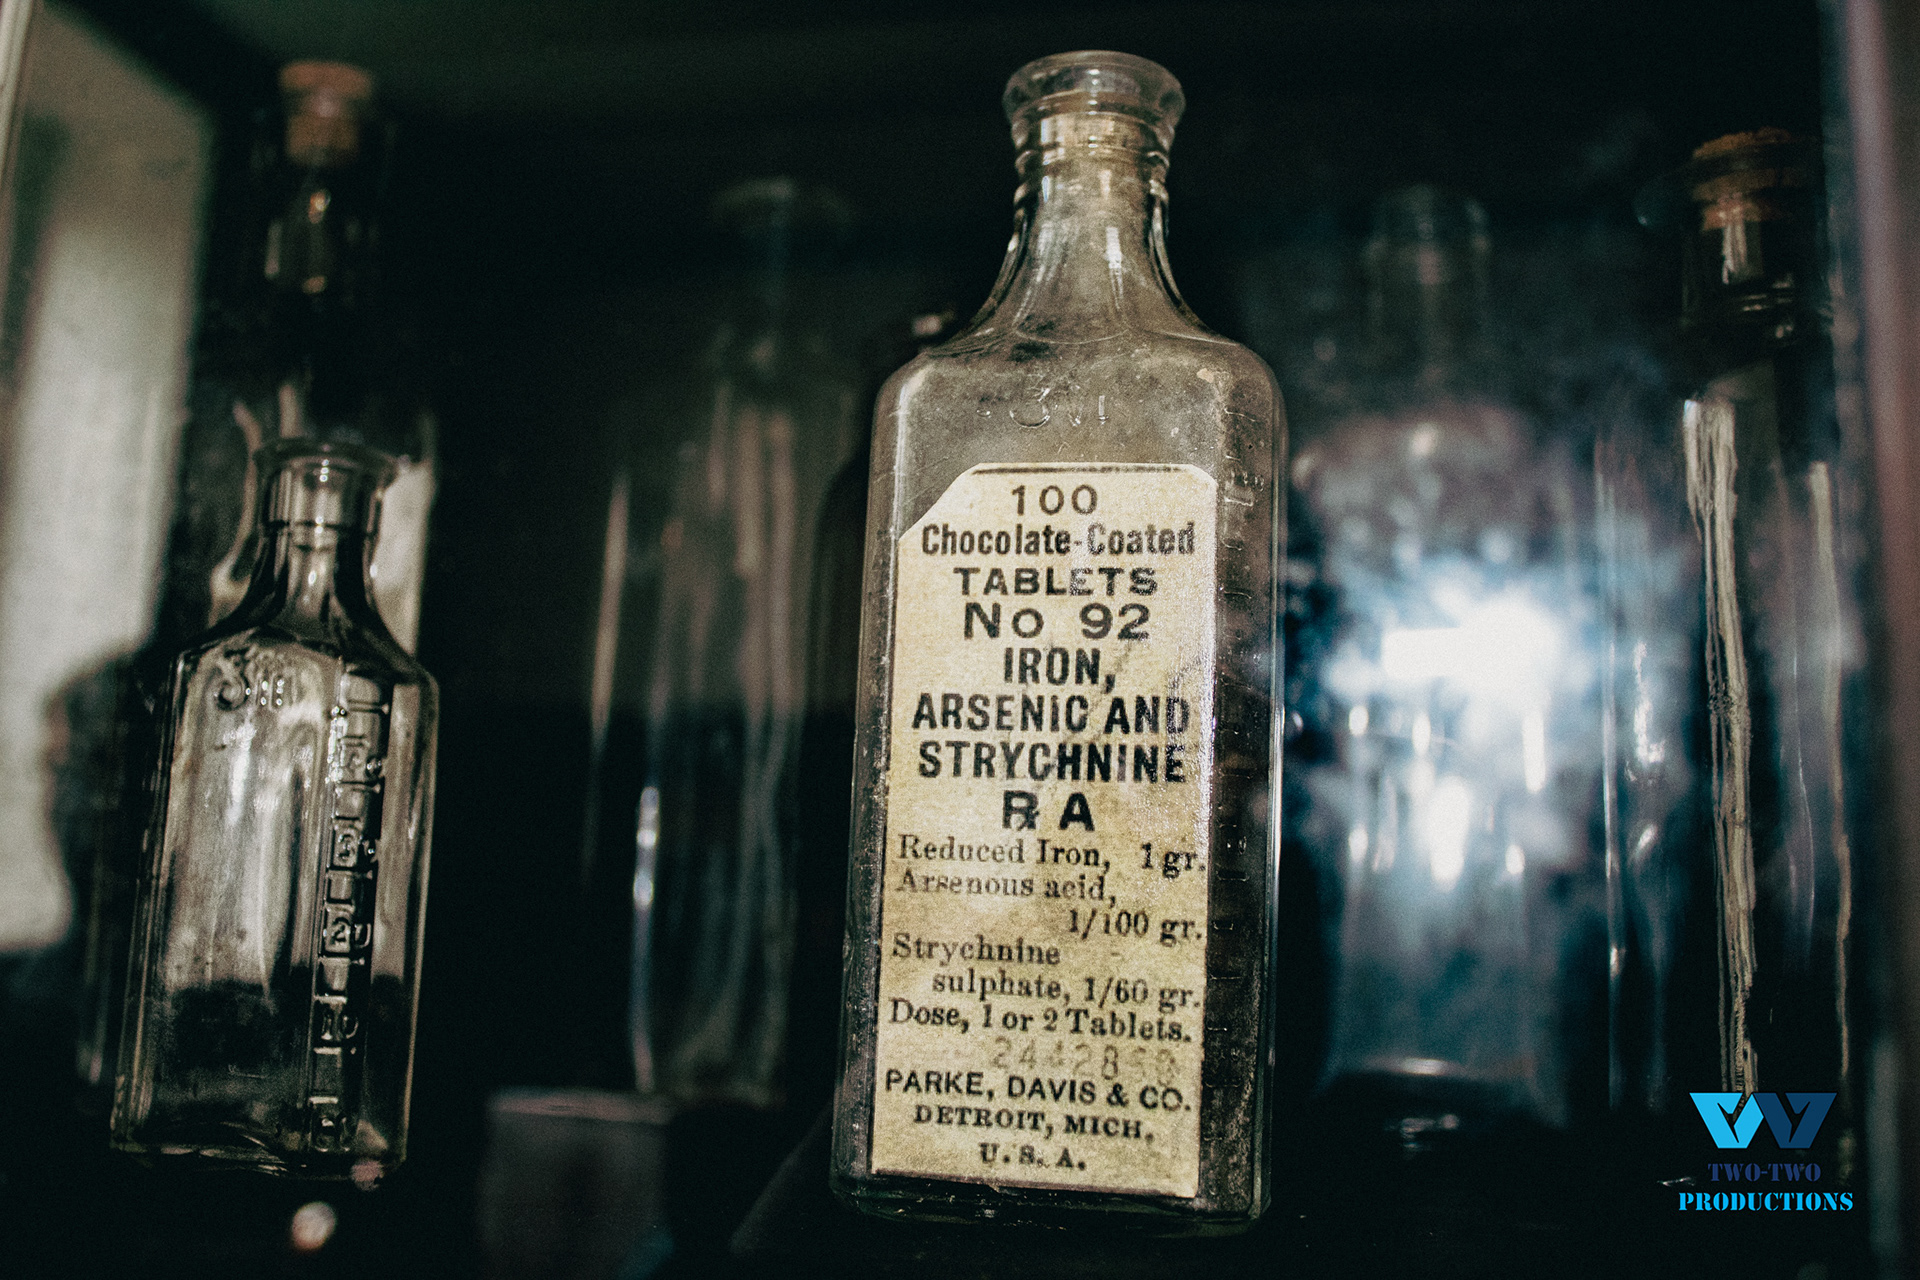 100
Chocolate-Coated
TABLETS
No 92
IRON,
ARSENIC AND
STRYCHNINE
℞ A
Reduced Iron, 1 gr.
Arsenous acid,
1/100 gr.
Strychnine
sulphate, 1/60 gr.
Dose, 1 or 2 Tablets.
PARKE, DAVIS & CO.
DETROIT, MICH.
U. S. A.
TWO-TWO
PRODUCTIONS